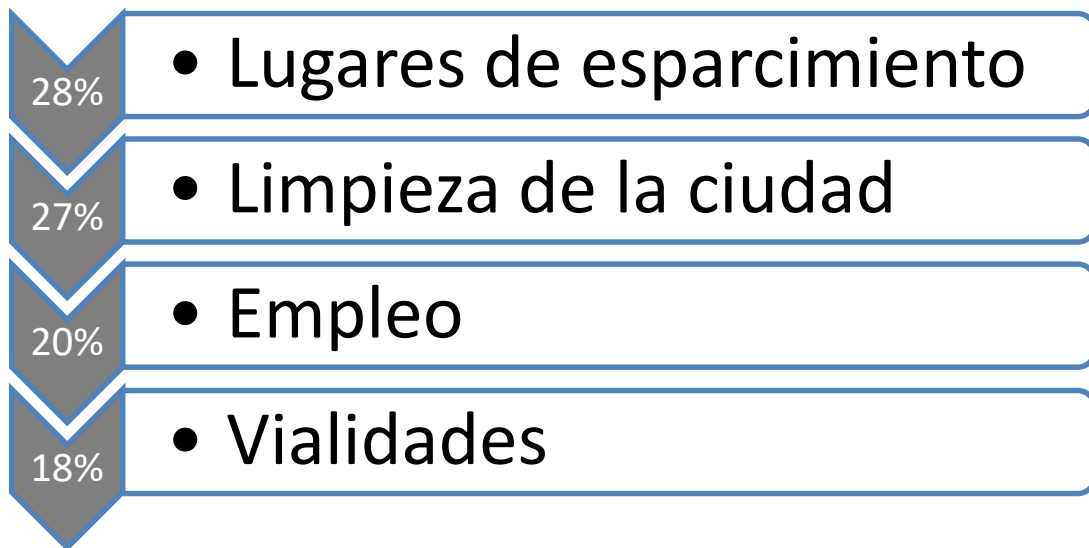 28%
• Lugares de esparcimiento
27%
• Limpieza de la ciudad
20%
• Empleo
18%
• Vialidades